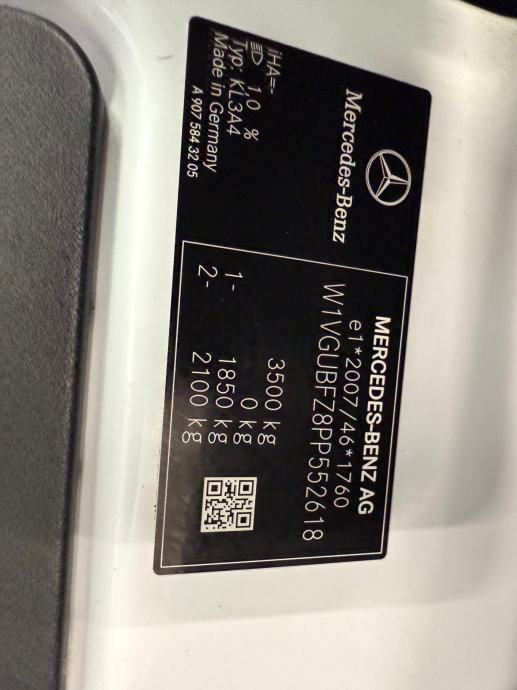 Mercedes-Benz
iHA=-
1.0 %
Typ: KL3A4
Made in Germany
A 907 584 32 05
MERCEDES-BENZ AG
e1*2007/46*1760
W1VGUBFZ8PP552618
3500 kg
0 kg
1- 1850 kg
2- 2100 kg